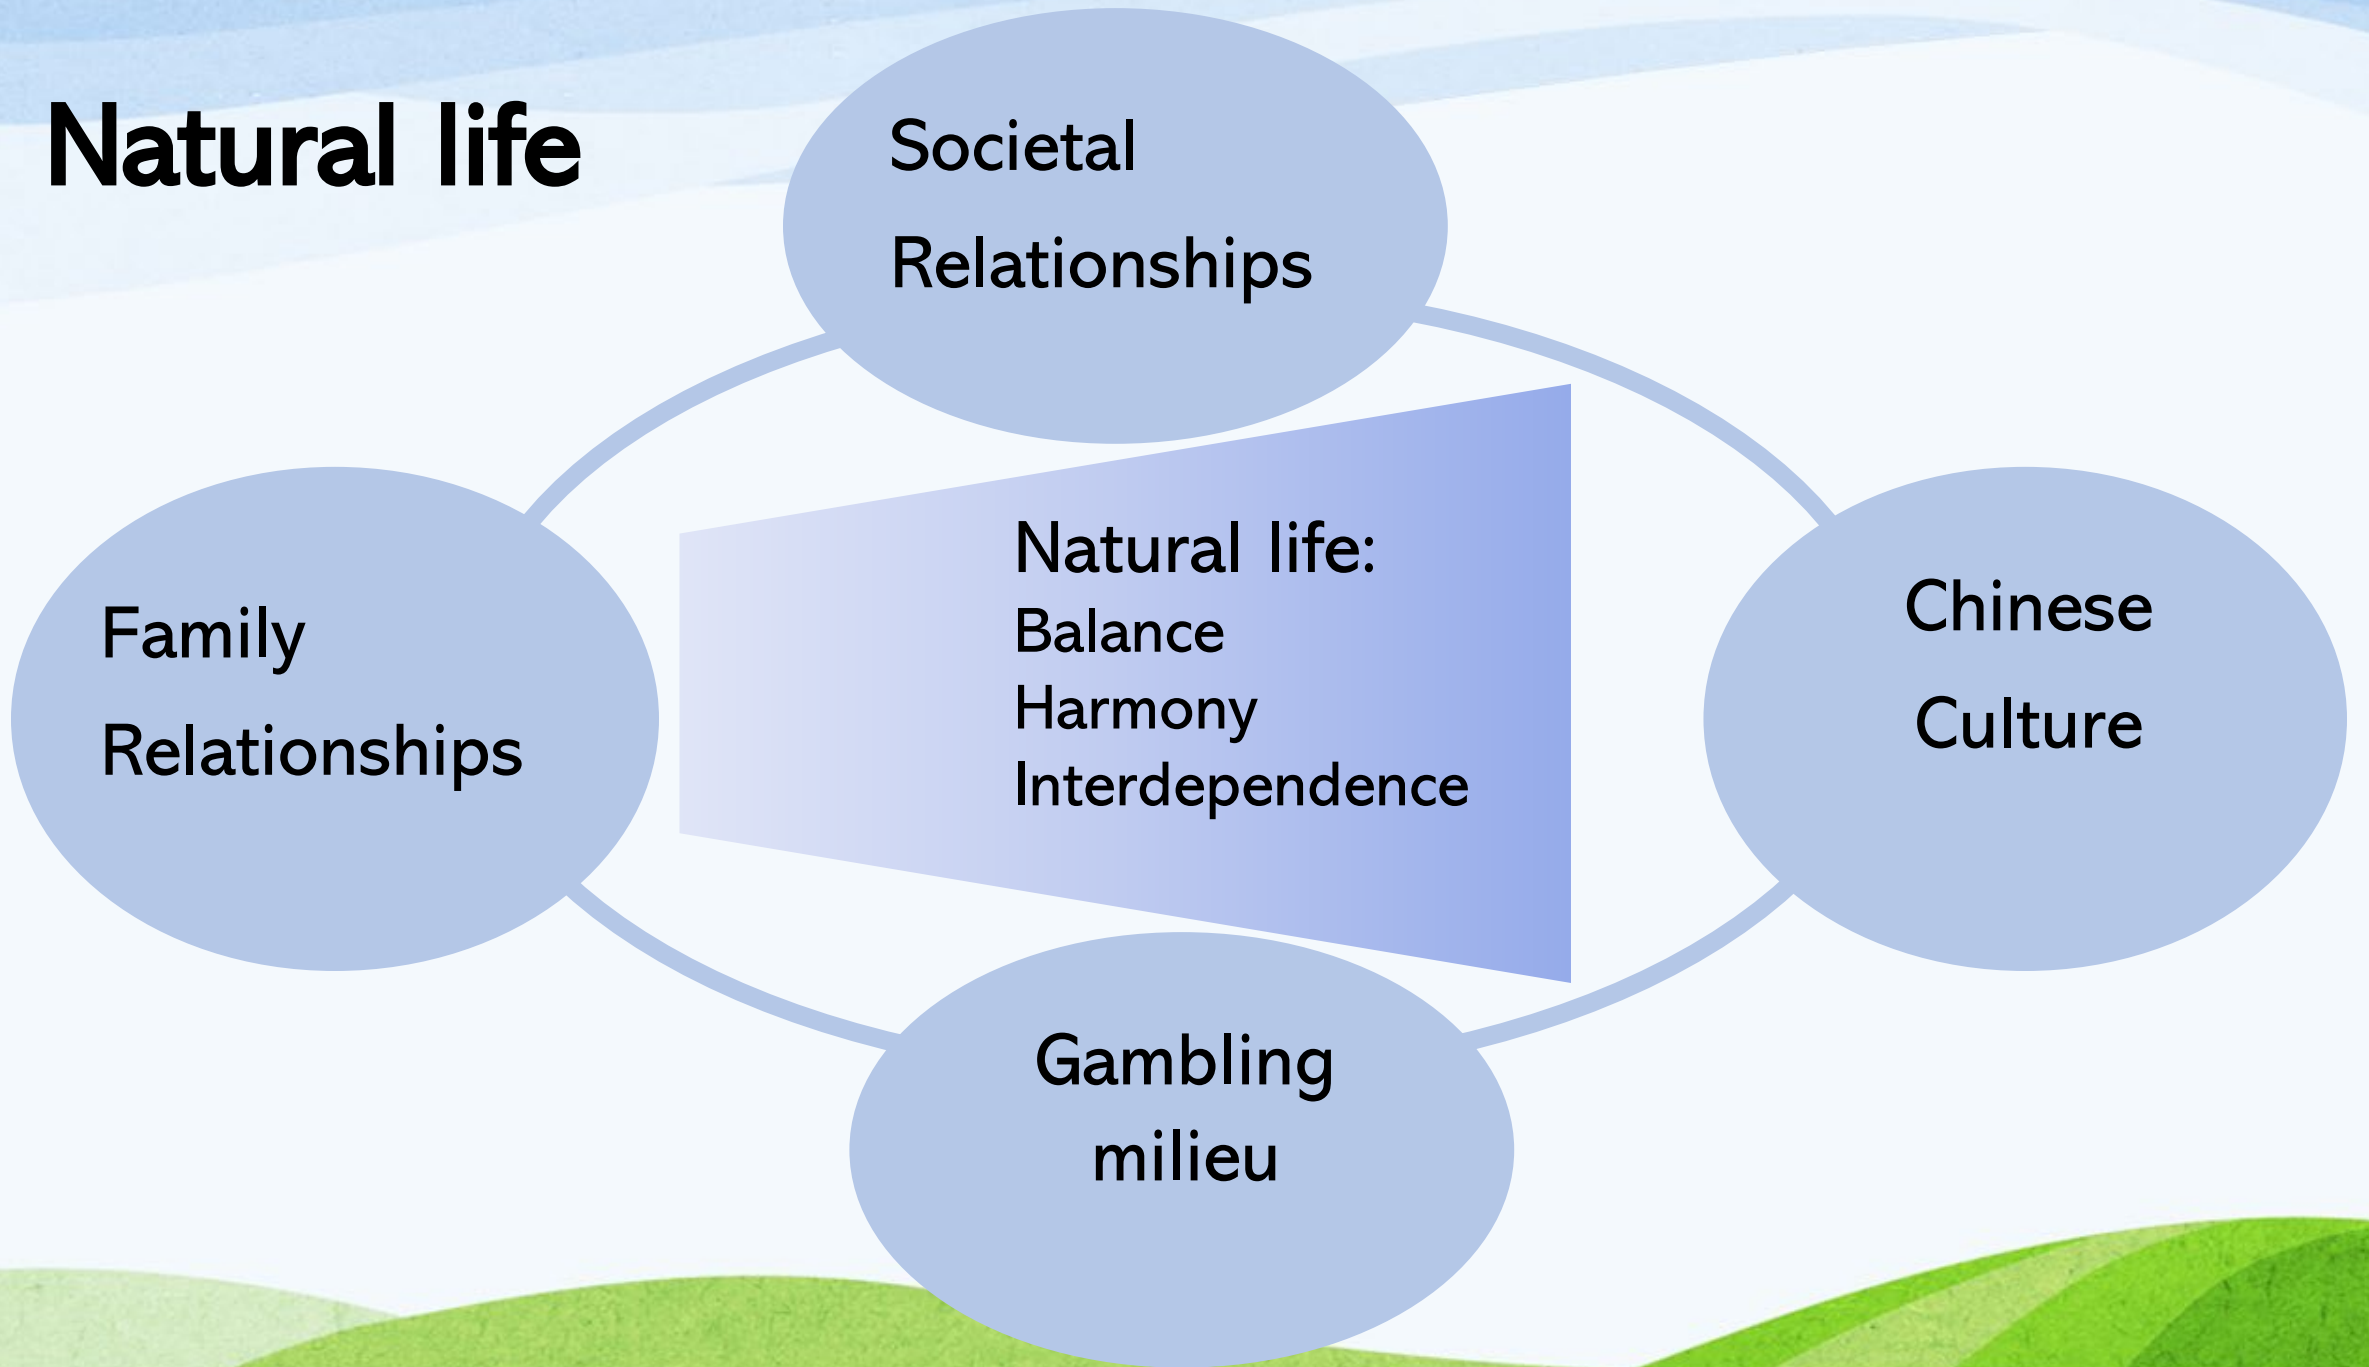 Natural life
Societal
Relationships
Family
Relationships
Natural life:
Balance
Harmony
Interdependence
Chinese
Culture
Gambling
milieu